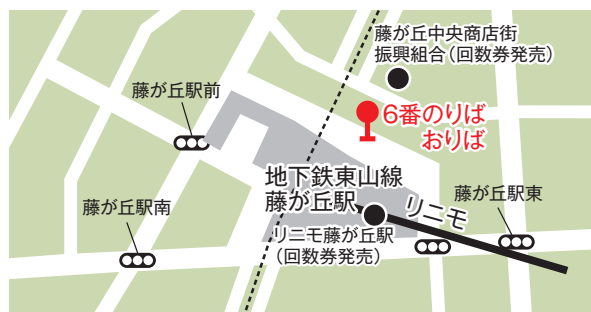 藤が丘中央商店街
振興組合（回数券発売）
藤が丘駅前
6番のりば
おりば
地下鉄東山線
藤が丘駅
リニモ
藤が丘駅東
藤が丘駅南
リニモ藤が丘駅
（回数券発売）